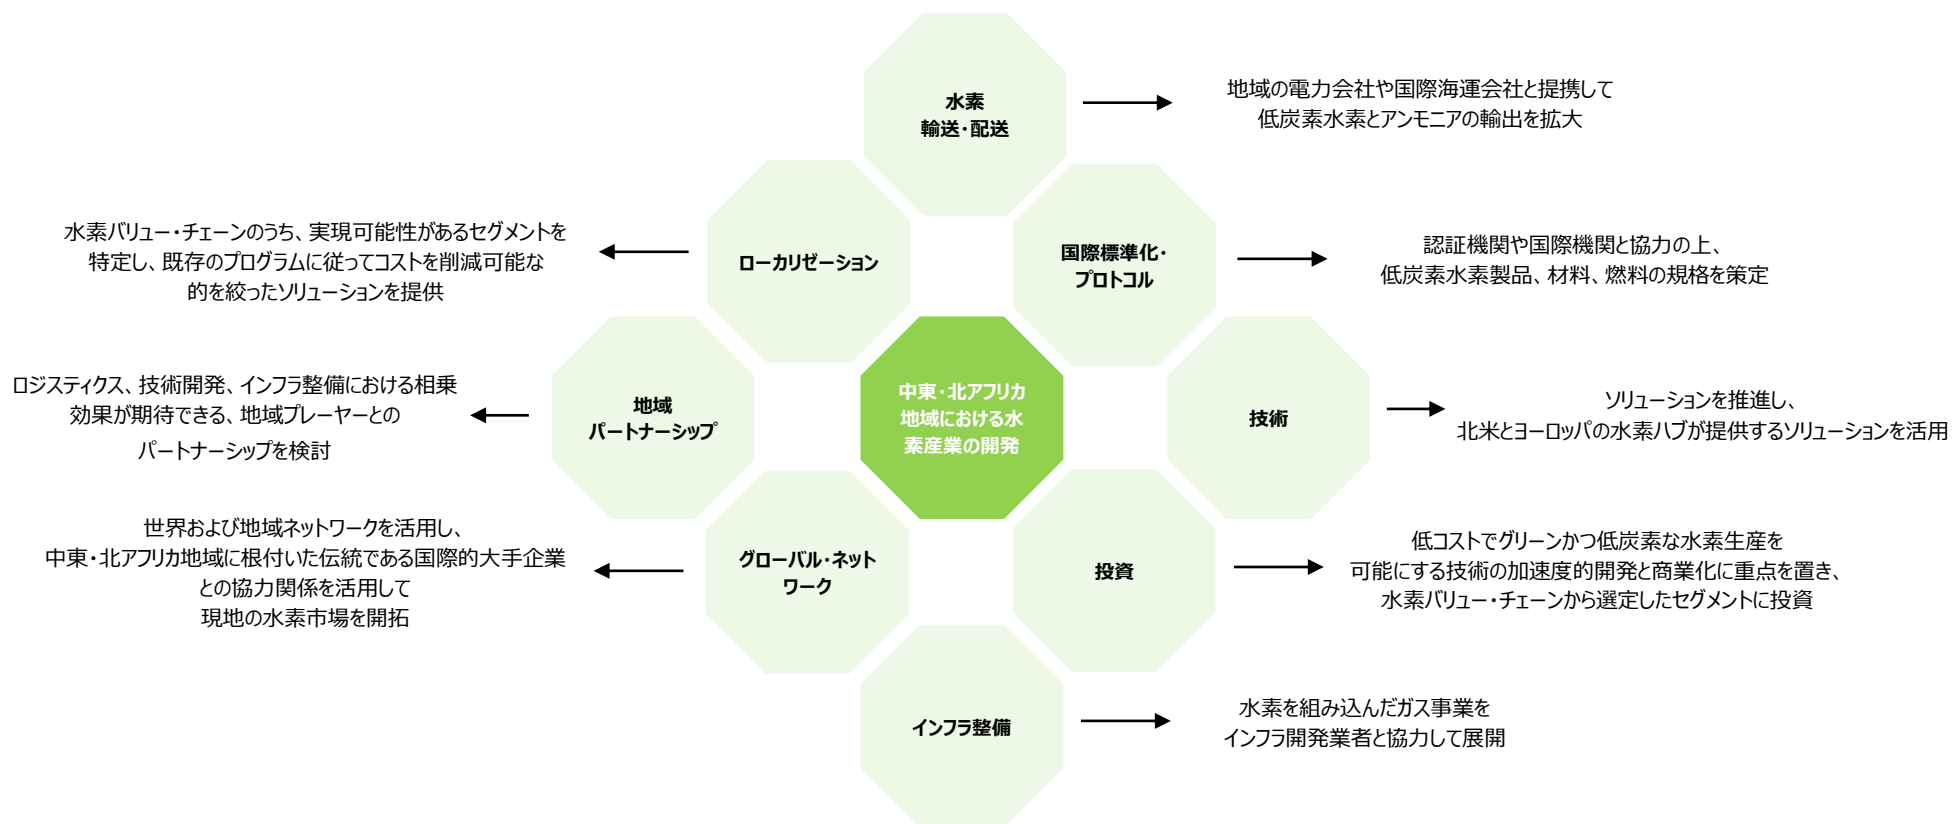 水素
輸送・配送
地域の電力会社や国際海運会社と提携して
低炭素水素とアンモニアの輸出を拡大
水素バリュー・チェーンのうち、実現可能性があるセグメントを
特定し、既存のプログラムに従ってコストを削減可能な
的を絞ったソリューションを提供
ローカリゼーション
国際標準化・
プロトコル
認証機関や国際機関と協力の上、
低炭素水素製品、材料、燃料の規格を策定
ロジスティクス、技術開発、インフラ整備における相乗
効果が期待できる、地域プレーヤーとの
パートナーシップを検討
地域
パートナーシップ
中東・北アフリカ
地域における水
素産業の開発
技術
ソリューションを推進し、
北米とヨーロッパの水素ハブが提供するソリューションを活用
世界および地域ネットワークを活用し、
中東・北アフリカ地域に根付いた伝統である国際的大手企業
との協力関係を活用して
現地の水素市場を開拓
グローバル・ネット
ワーク
投資
低コストでグリーンかつ低炭素な水素生産を
可能にする技術の加速度的開発と商業化に重点を置き、
水素バリュー・チェーンから選定したセグメントに投資
インフラ整備
水素を組み込んだガス事業を
インフラ開発業者と協力して展開